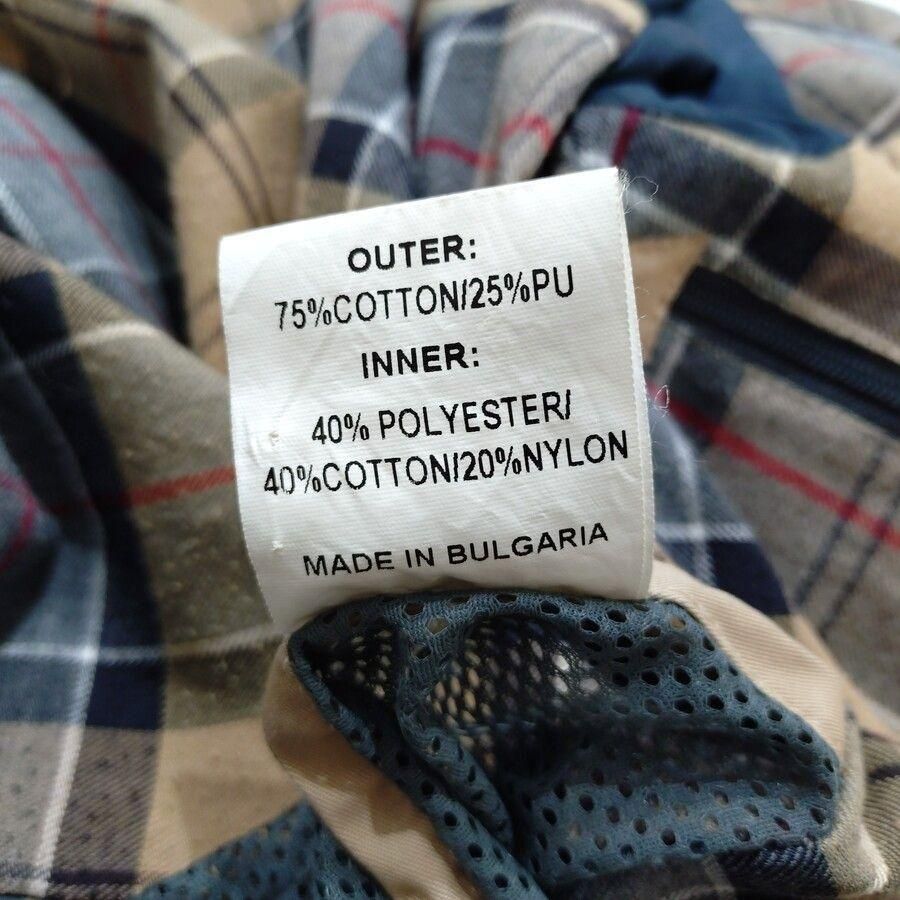 OUTER:
75%COTTON/25%PU
INNER:
40% POLYESTER/
40%COTTON/20%NYLON
MADE IN BULGARIA